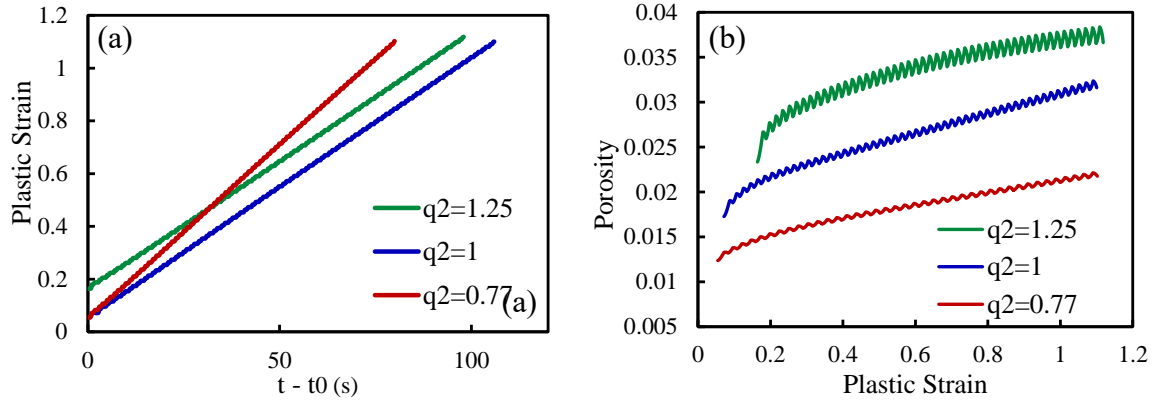 (a)
Plastic Strain
1.2
1
0.8
0.6
0.4
0.2
0
0
50
100
t - t0 (s)
q2=1.25
q2=1
q2=0.77
(a)
(b)
Porosity
0.04
0.035
0.03
0.025
0.02
0.015
0.01
0.005
0
0.2
0.4
0.6
0.8
1
1.2
Plastic Strain
q2=1.25
q2=1
q2=0.77